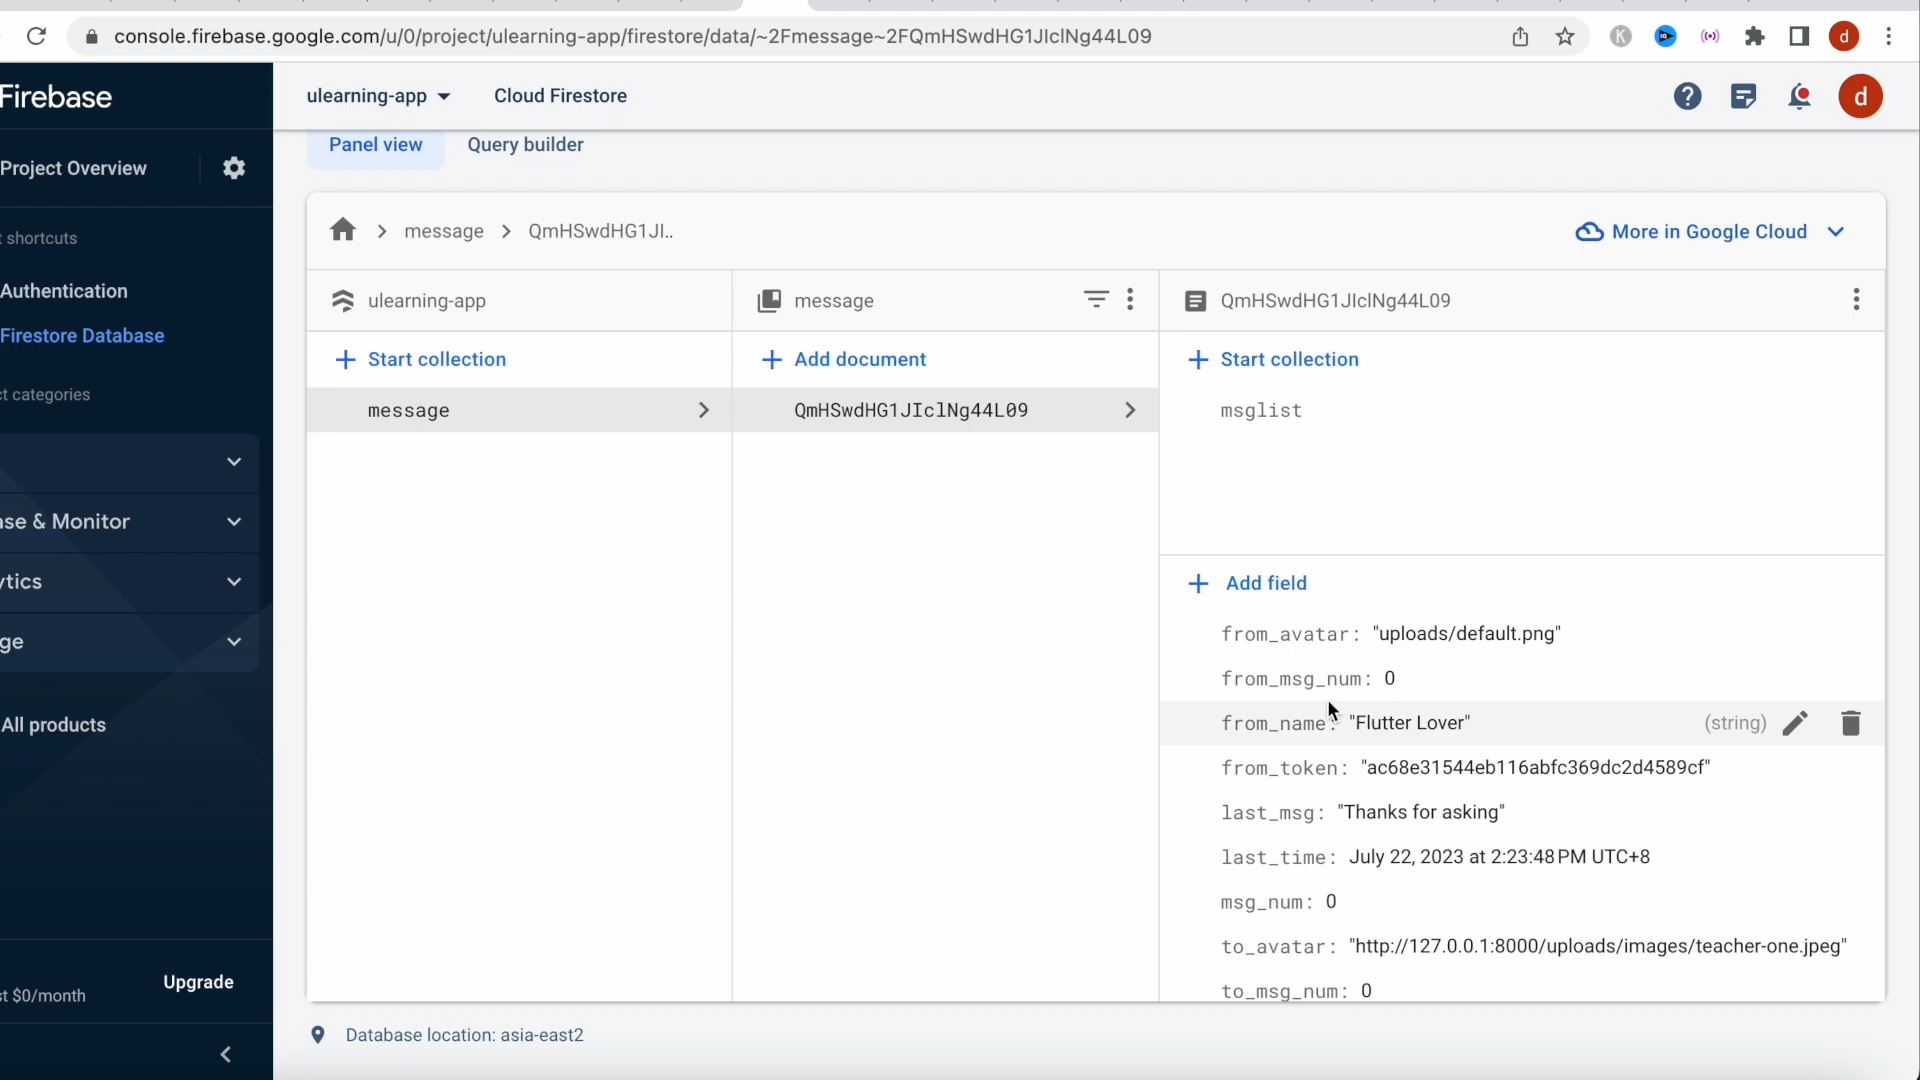 console.firebase.google.com/u/0/project/ulearning-app/firestore/data/~2Fmessage~2FQmHSwdHG1JIclNg44L09
K
d
Firebase
ulearning-app
Cloud Firestore
d
Panel view
Query builder
Project Overview
message
QmHSwdHG1JI..
More in Google Cloud
t shortcuts
Authentication
Firestore Database
ct categories
ase & Monitor
ytics
ge
All products
Upgrade
st $0/month
ulearning-app
message
QmHSwdHG1JIclNg44L09
Start collection
Add document
Start collection
message
QmHSwdHG1JIclNg44L09
msglist
Add field
from_avatar: "uploads/default.png"
from_msg_num: 0
from_name: "Flutter Lover"
(string)
from_token: "ac68e31544eb116abfc369dc2d4589cf"
last_msg: "Thanks for asking"
last_time: July 22, 2023 at 2:23:48 PM UTC+8
msg_num: 0
to_avatar: "http://127.0.0.1:8000/uploads/images/teacher-one.jpeg"
to_msg_num: 0
Database location: asia-east2